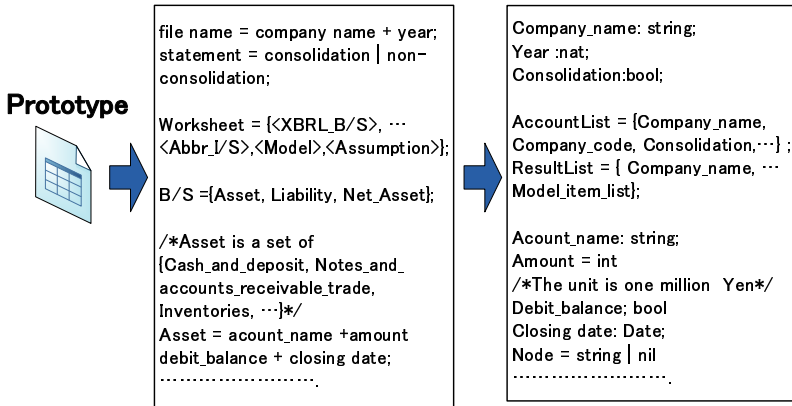 Prototype
file name = company name + year;
statement = consolidation | non-
consolidation;
Worksheet = {<XBRL_B/S>, …
<Abbr_I/S>,<Model>,<Assumption>};
B/S ={Asset, Liability, Net_Asset};
/*Asset is a set of
{Cash_and_deposit, Notes_and_
accounts_receivable_trade,
Inventories, …}*/
Asset = acount_name +amount
debit_balance + closing date;
…………………….
Company_name: string;
Year :nat;
Consolidation:bool;
AccountList = {Company_name,
Company_code, Consolidation,…} ;
ResultList = { Company_name, …
Model_item_list};
Acount_name: string;
Amount = int
/*The unit is one million Yen*/
Debit_balance; bool
Closing date: Date;
Node = string | nil
…………………….